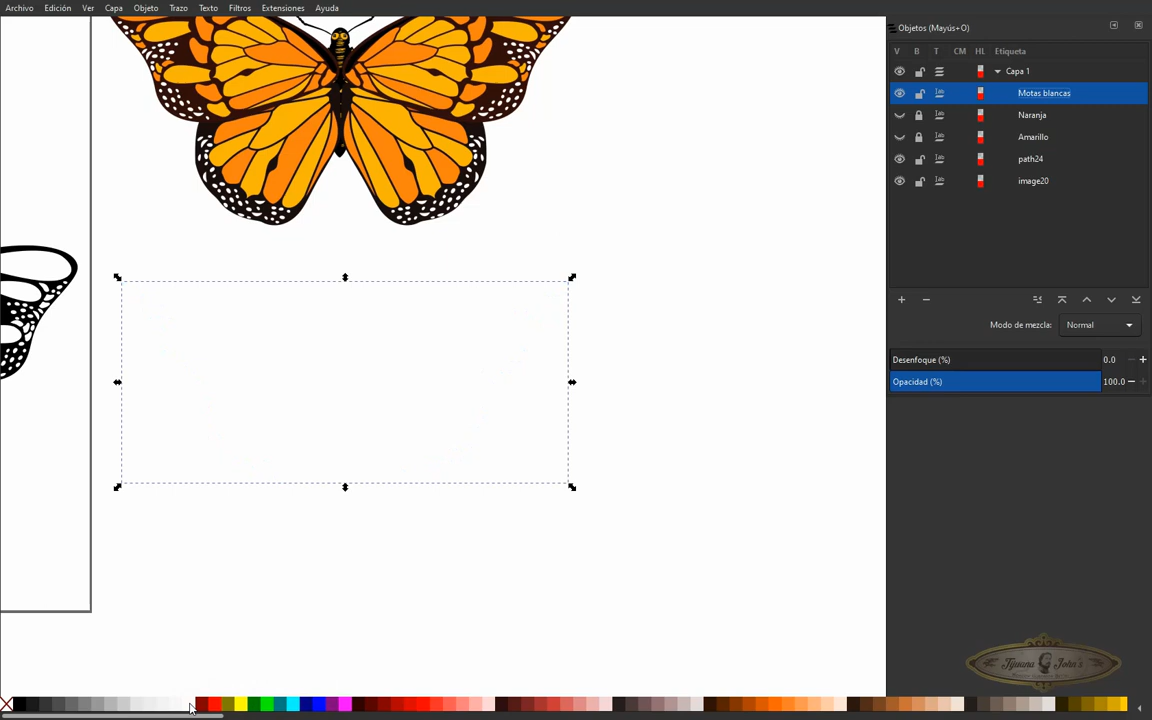 Archivo Edición Ver Capa Objeto Trazo Texto Filtros Extensiones Ayuda
Objetos (Mayús+O)
V B T CM HL Etiqueta
Capa 1
Motas blancas
Naranja
Amarillo
path24
image20
Modo de mezcla: Normal
Desenfoque (%) 0.0
Opacidad (%) 100.0
Tijuana John's